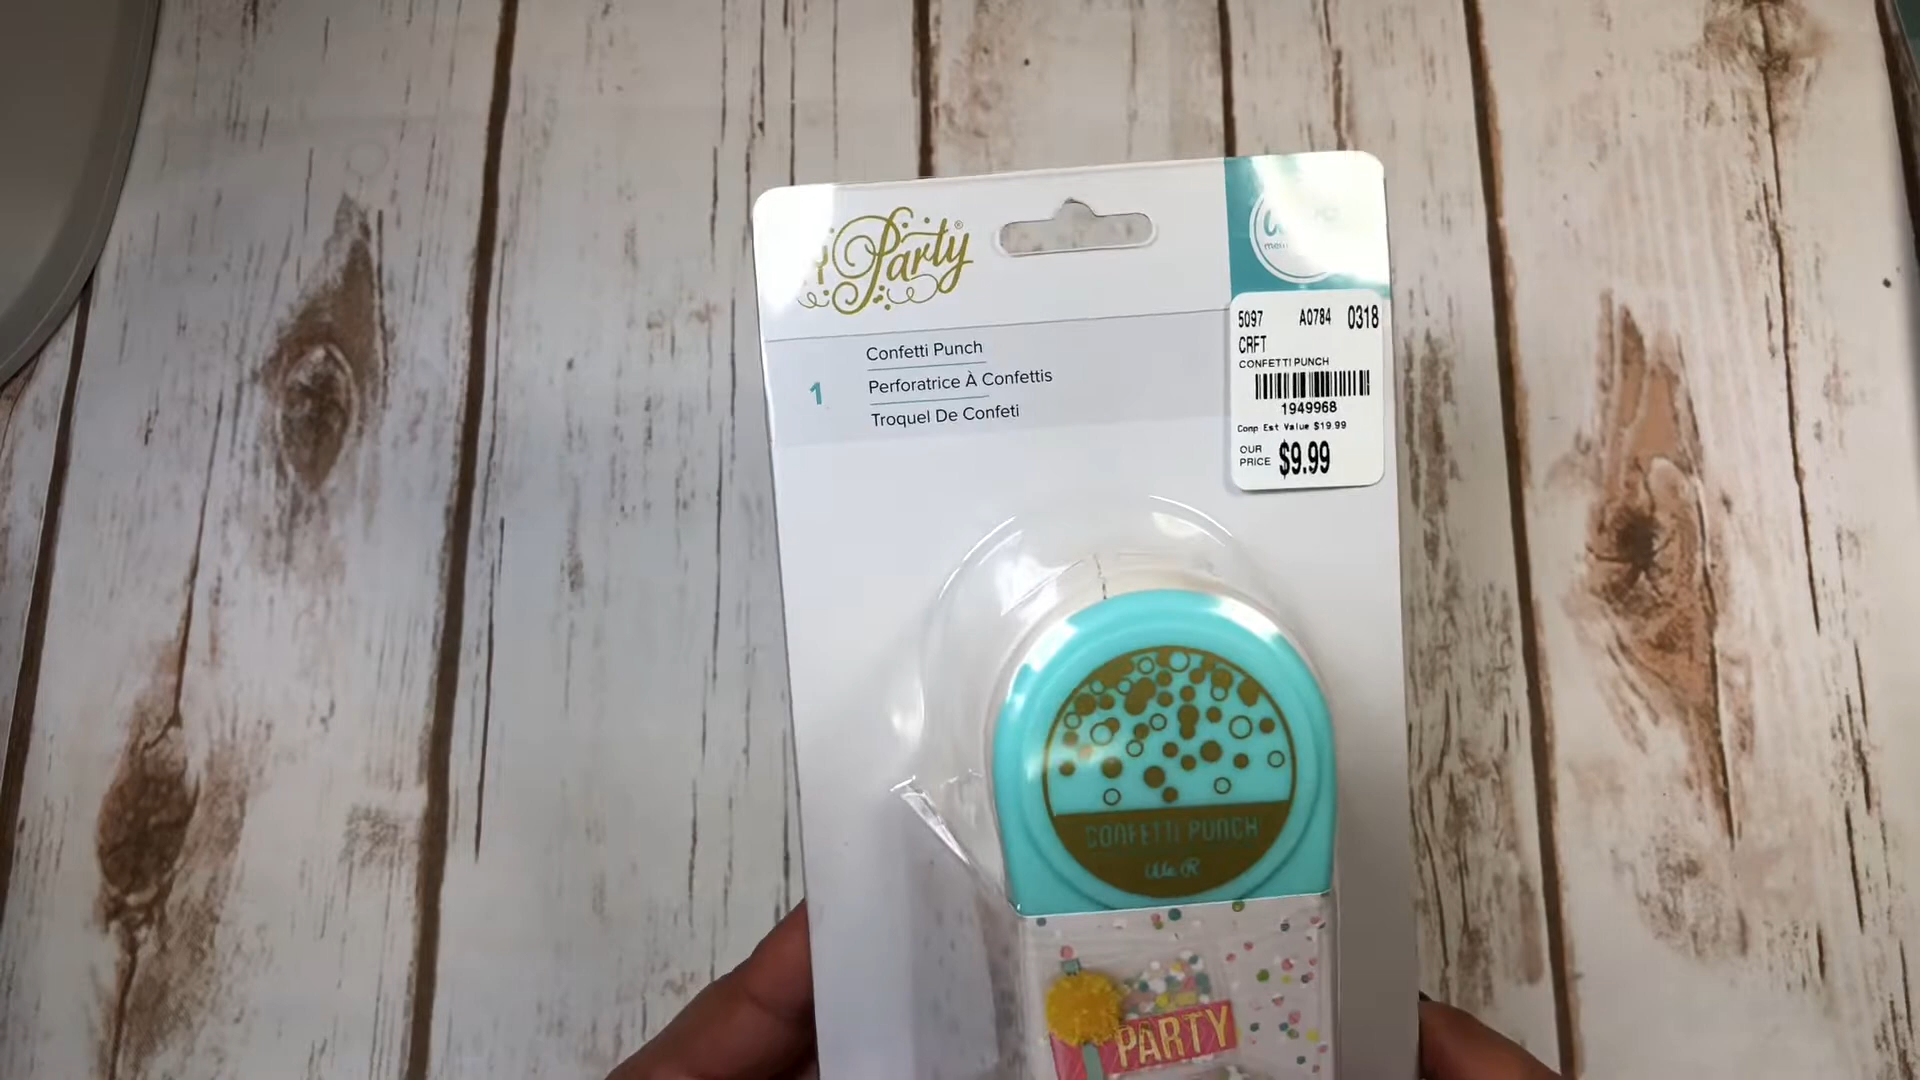 Party®
Confetti Punch
1
Perforatrice À Confettis
Troquel De Confeti
5097 A0784 0318
CRFT
CONFETTI PUNCH
1949968
Comp Est Value $19.99
OUR PRICE $9.99
CONFETTI PUNCH
We R
PARTY